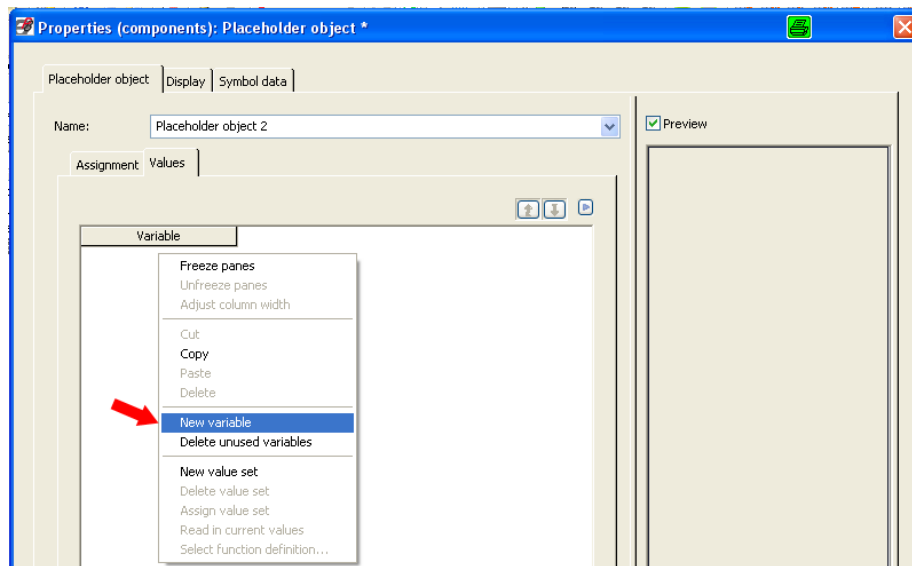 Properties (components): Placeholder object *
Placeholder object Display Symbol data
Name: Placeholder object 2
Preview
Assignment Values
Variable
Freeze panes
Unfreeze panes
Adjust column width
Cut
Copy
Paste
Delete
New variable
Delete unused variables
New value set
Delete value set
Assign value set
Read in current values
Select function definition...